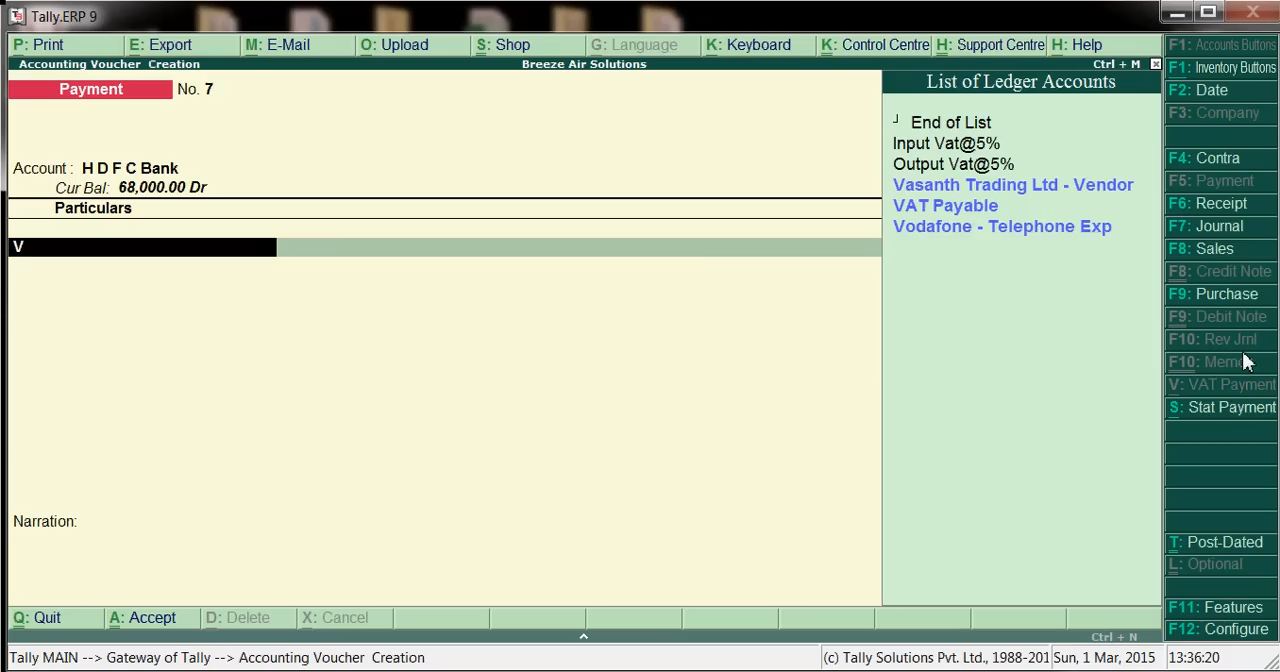 Tally.ERP 9
P: Print E: Export M: E-Mail O: Upload S: Shop G: Language K: Keyboard K: Control Centre H: Support Centre H: Help
Accounting Voucher Creation Breeze Air Solutions Ctrl + M
Payment No. 7
Account : H D F C Bank
Cur Bal: 68,000.00 Dr
Particulars
V
Narration:
List of Ledger Accounts
End of List
Input Vat@5%
Output Vat@5%
Vasanth Trading Ltd - Vendor
VAT Payable
Vodafone - Telephone Exp
F1: Accounts Buttons
F1: Inventory Buttons
F2: Date
F3: Company
F4: Contra
F5: Payment
F6: Receipt
F7: Journal
F8: Sales
F8: Credit Note
F9: Purchase
F9: Debit Note
F10: Rev Jrnl
F10:
V: VAT Payment
S: Stat Payment
T: Post-Dated
L: Optional
F11: Features
F12: Configure
Q: Quit A: Accept D: Delete X: Cancel
Ctrl + N
Tally MAIN --> Gateway of Tally --> Accounting Voucher Creation (c) Tally Solutions Pvt. Ltd., 1988-201 Sun, 1 Mar, 2015 13:36:20